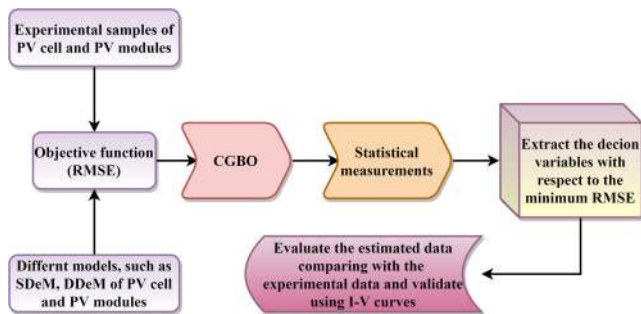 Experimental samples of
PV cell and PV modules
Objective function
(RMSE)
CGBO
Statistical
measurements
Extract the decion
variables with
respect to the
minimum RMSE
Differnt models, such as
SDeM, DDeM of PV cell
and PV modules
Evaluate the estimated data
comparing with the
experimental data and validate
using I-V curves